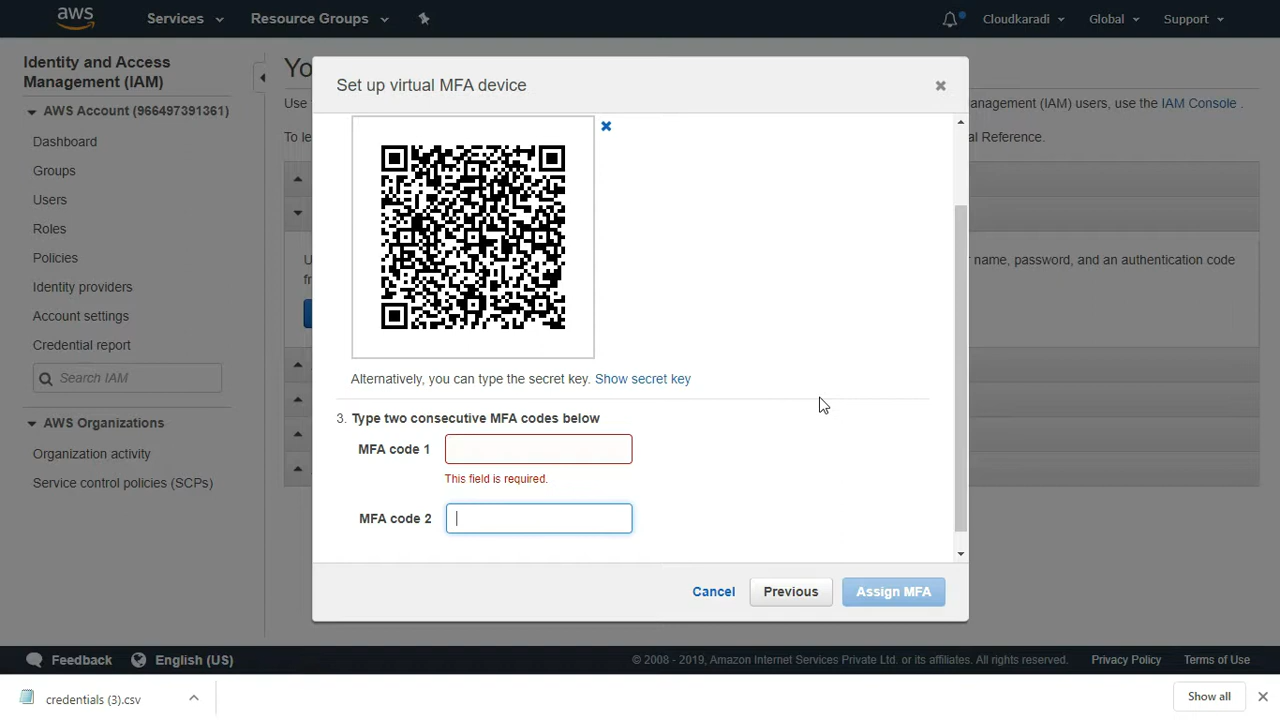 aws
Services
Resource Groups
Cloudkaradi
Global
Support
Identity and Access
Management (IAM)
AWS Account (966497391361)
Dashboard
Groups
Users
Roles
Policies
Identity providers
Account settings
Credential report
Search IAM
AWS Organizations
Organization activity
Service control policies (SCPs)
Yo
Use
anagement (IAM) users, use the IAM Console .
To le
al Reference.
U
r name, password, and an authentication code
fr
Set up virtual MFA device
Alternatively, you can type the secret key. Show secret key
3. Type two consecutive MFA codes below
MFA code 1
This field is required.
MFA code 2
Cancel
Previous
Assign MFA
Feedback
English (US)
© 2008 - 2019, Amazon Internet Services Private Ltd. or its affiliates. All rights reserved.
Privacy Policy
Terms of Use
credentials (3).csv
Show all